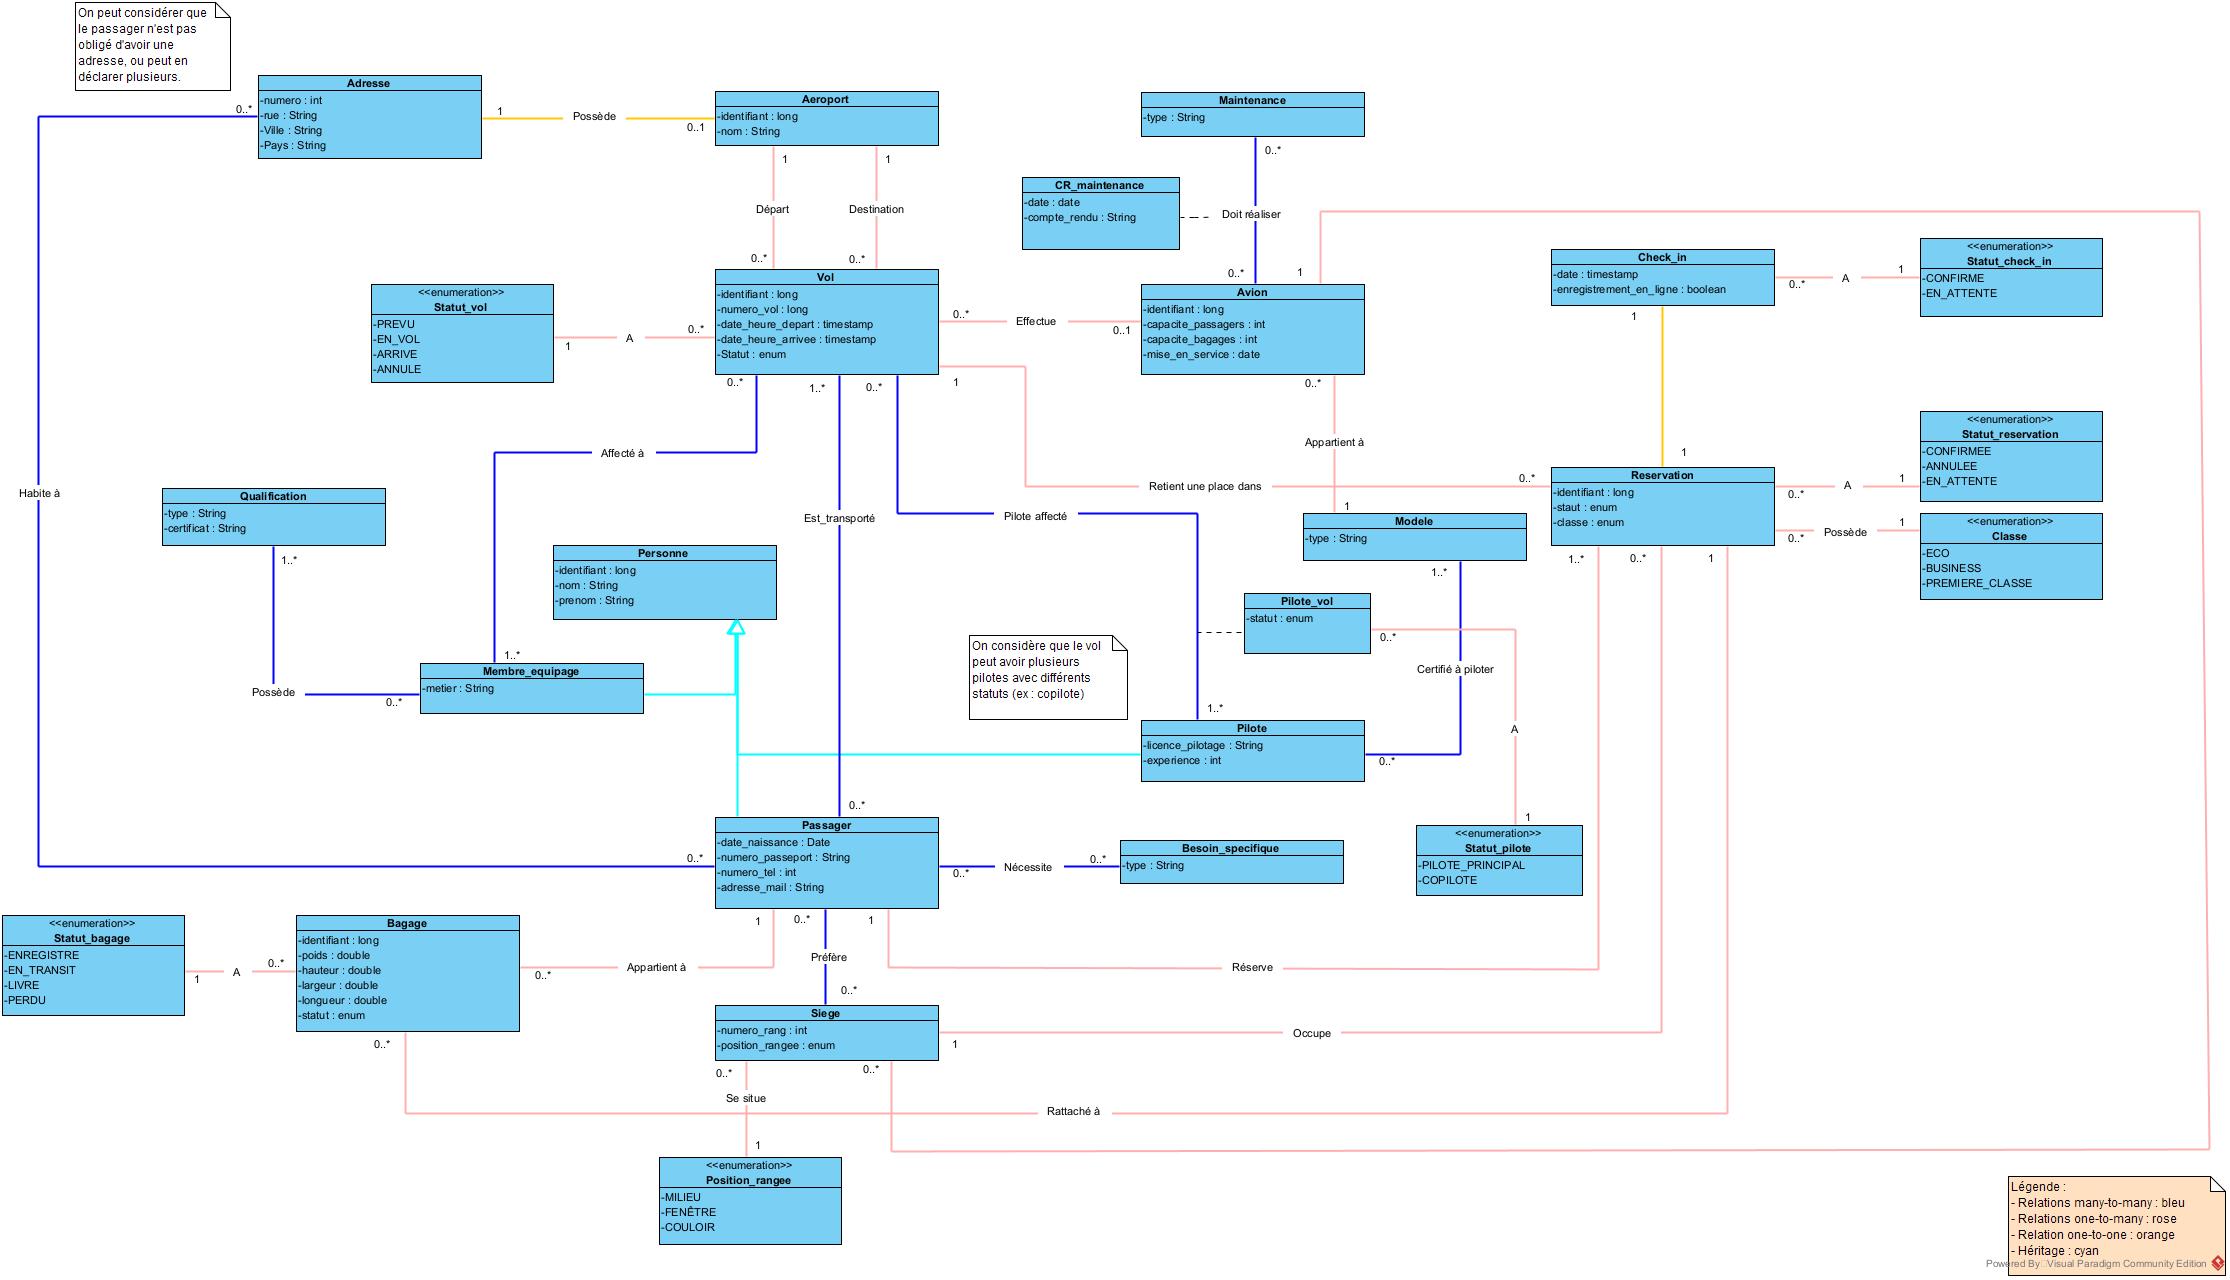 On peut considérer que
le passager n'est pas
obligé d'avoir une
adresse, ou peut en
déclarer plusieurs.
Adresse
-numero : int
-rue : String
-Ville : String
-Pays : String
0..*
1
Possède
0..1
Aeroport
-identifiant : long
-nom : String
1
1
Départ
Destination
0..*
0..*
Maintenance
-type : String
0..*
CR_maintenance
-date : date
-compte_rendu : String
Doit réaliser
0..*
1
Statut_vol
<<enumeration>>
-PREVU
-EN_VOL
-ARRIVE
-ANNULE
1
A
0..*
Vol
-identifiant : long
-numero_vol : long
-date_heure_depart : timestamp
-date_heure_arrivee : timestamp
-Statut : enum
0..*
Effectue
0..1
Avion
-identifiant : long
-capacite_passagers : int
-capacite_bagages : int
-mise_en_service : date
Check_in
-date : timestamp
-enregistrement_en_ligne : boolean
0..*
A
1
<<enumeration>>
Statut_check_in
-CONFIRME
-EN_ATTENTE
1
1
0..*
1..*
0..*
1
0..*
Affecté à
Appartient à
1
Retient une place dans
0..*
Reservation
-identifiant : long
-staut : enum
-classe : enum
0..*
A
1
<<enumeration>>
Statut_reservation
-CONFIRMEE
-ANNULEE
-EN_ATTENTE
0..*
Possède
1
<<enumeration>>
Classe
-ECO
-BUSINESS
-PREMIERE_CLASSE
1..*
0..*
1
Habite à
Qualification
-type : String
-certificat : String
1..*
Possède
0..*
1..*
Membre_equipage
-metier : String
Personne
-identifiant : long
-nom : String
-prenom : String
Est_transporté
Pilote affecté
Modele
-type : String
1..*
Pilote_vol
-statut : enum
0..*
On considère que le vol
peut avoir plusieurs
pilotes avec différents
statuts (ex : copilote)
Certifié à piloter
1..*
Pilote
-licence_pilotage : String
-experience : int
0..*
A
1
<<enumeration>>
Statut_pilote
-PILOTE_PRINCIPAL
-COPILOTE
0..*
0..*
Passager
-date_naissance : Date
-numero_passeport : String
-numero_tel : int
-adresse_mail : String
0..*
Nécessite
0..*
Besoin_specifique
-type : String
1
0..*
1
<<enumeration>>
Statut_bagage
-ENREGISTRE
-EN_TRANSIT
-LIVRE
-PERDU
1
A
0..*
Bagage
-identifiant : long
-poids : double
-hauteur : double
-largeur : double
-longueur : double
-statut : enum
0..*
Appartient à
Préfère
Réserve
0..*
0..*
Siege
-numero_rang : int
-position_rangee : enum
1
Occupe
0..*
0..*
Se situe
Rattaché à
1
<<enumeration>>
Position_rangee
-MILIEU
-FENÊTRE
-COULOIR
Légende :
- Relations many-to-many : bleu
- Relations one-to-many : rose
- Relation one-to-one : orange
- Héritage : cyan
Powered By Visual Paradigm Community Edition